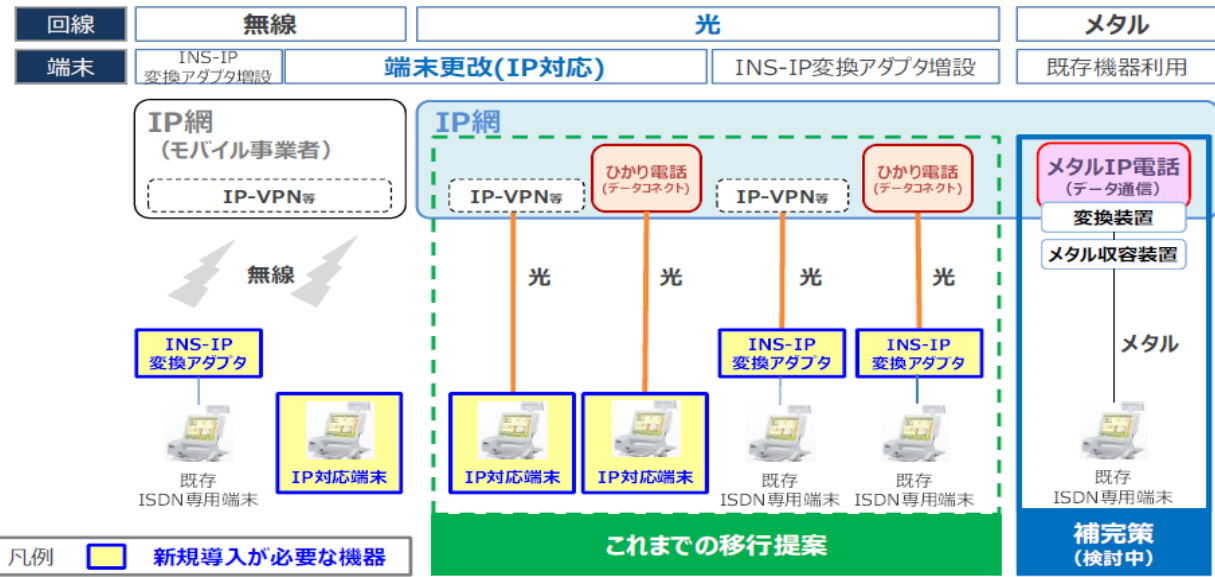 回線
無線
光
メタル
端末
INS-IP
変換アダプタ増設
端末更改(IP対応)
INS-IP変換アダプタ増設
既存機器利用
IP網
(モバイル事業者)
IP-VPN等
無線
INS-IP
変換アダプタ
既存
ISDN専用端末
IP対応端末
IP網
IP-VPN等
ひかり電話
(データコネクト)
IP-VPN等
ひかり電話
(データコネクト)
光
光
光
光
INS-IP
変換アダプタ
INS-IP
変換アダプタ
IP対応端末
IP対応端末
既存
ISDN専用端末
既存
ISDN専用端末
これまでの移行提案
メタルIP電話
(データ通信)
変換装置
メタル収容装置
メタル
既存
ISDN専用端末
補完策
(検討中)
凡例
新規導入が必要な機器